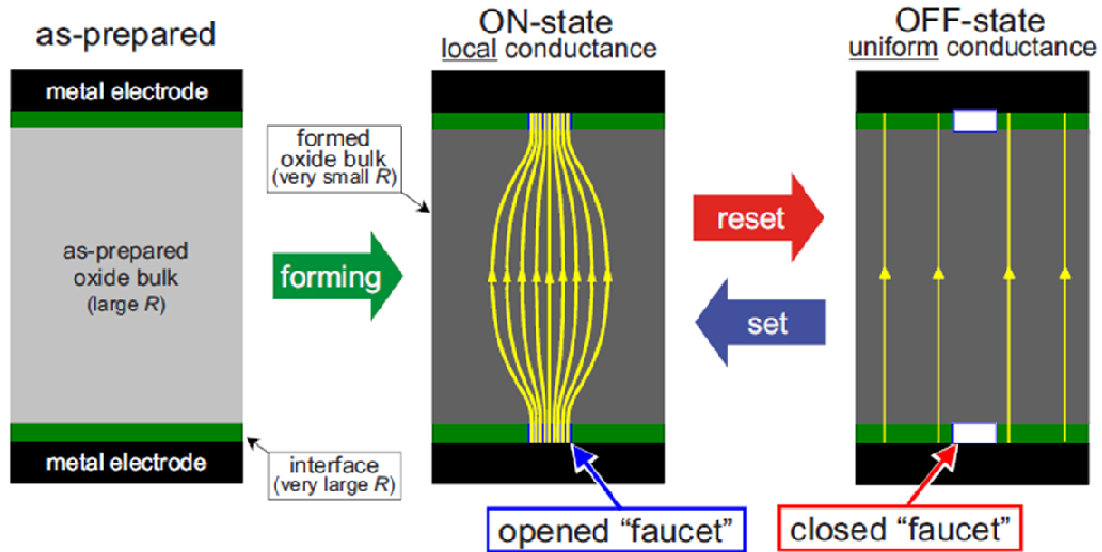 as-prepared
metal electrode
as-prepared
oxide bulk
(large R)
metal electrode
formed
oxide bulk
(very small R)
forming
interface
(very large R)
ON-state
local conductance
opened “faucet”
reset
set
OFF-state
uniform conductance
closed “faucet”